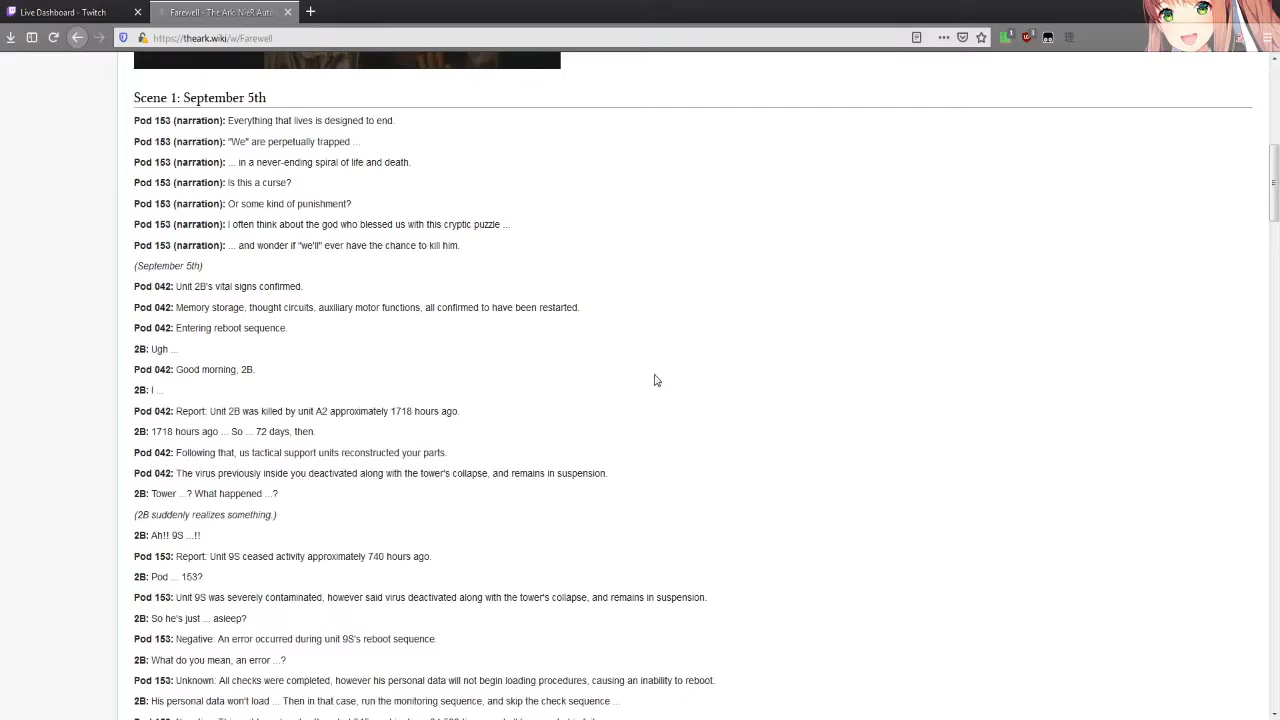 Live Dashboard - Twitch
Farewell - The Ark: NieR:Auto
https://theark.wiki/w/Farewell
Scene 1: September 5th
Pod 153 (narration): Everything that lives is designed to end.
Pod 153 (narration): "We" are perpetually trapped ...
Pod 153 (narration): ... in a never-ending spiral of life and death.
Pod 153 (narration): Is this a curse?
Pod 153 (narration): Or some kind of punishment?
Pod 153 (narration): I often think about the god who blessed us with this cryptic puzzle ...
Pod 153 (narration): ... and wonder if "we'll" ever have the chance to kill him.
(September 5th)
Pod 042: Unit 2B's vital signs confirmed.
Pod 042: Memory storage, thought circuits, auxiliary motor functions, all confirmed to have been restarted.
Pod 042: Entering reboot sequence.
2B: Ugh ...
Pod 042: Good morning, 2B.
2B: I ...
Pod 042: Report: Unit 2B was killed by unit A2 approximately 1718 hours ago.
2B: 1718 hours ago ... So ... 72 days, then.
Pod 042: Following that, us tactical support units reconstructed your parts.
Pod 042: The virus previously inside you deactivated along with the tower's collapse, and remains in suspension.
2B: Tower ...? What happened ...?
(2B suddenly realizes something.)
2B: Ah!! 9S ...!!
Pod 153: Report: Unit 9S ceased activity approximately 740 hours ago.
2B: Pod ... 153?
Pod 153: Unit 9S was severely contaminated, however said virus deactivated along with the tower's collapse, and remains in suspension.
2B: So he's just ... asleep?
Pod 153: Negative: An error occurred during unit 9S's reboot sequence.
2B: What do you mean, an error ...?
Pod 153: Unknown: All checks were completed, however his personal data will not begin loading procedures, causing an inability to reboot.
2B: His personal data won't load ... Then in that case, run the monitoring sequence, and skip the check sequence ...